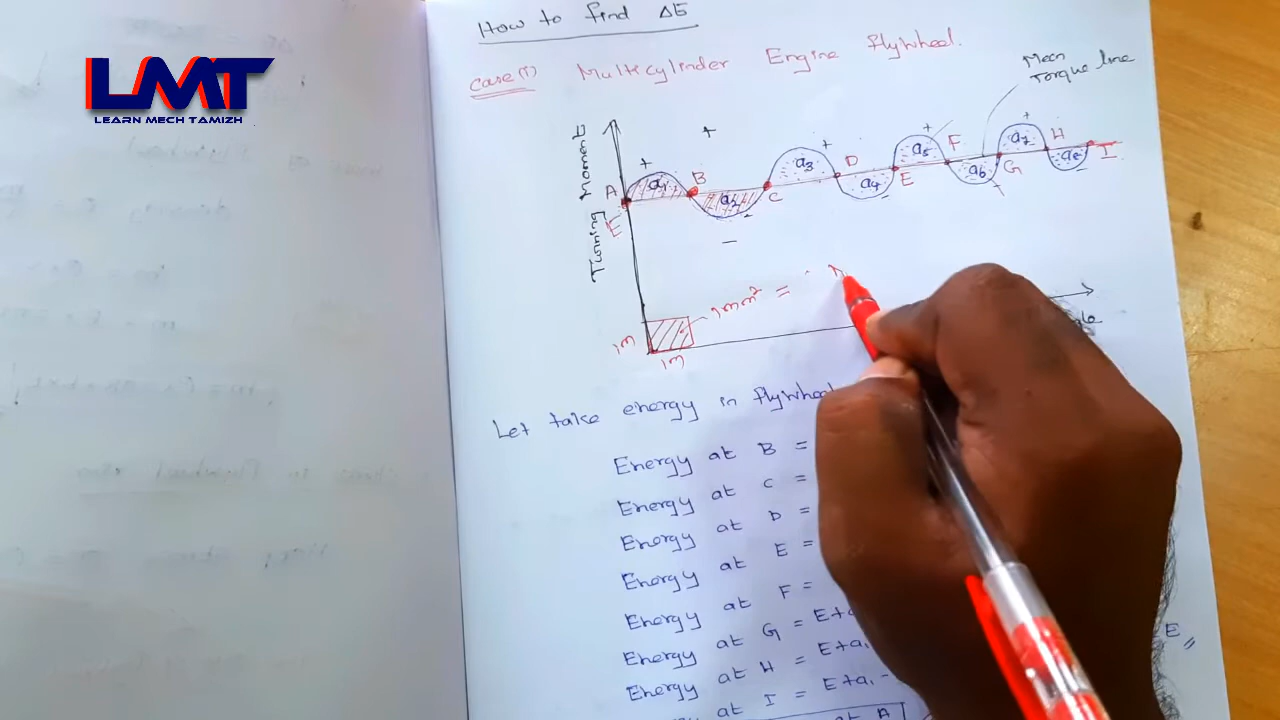 LMT
LEARN MECH TAMIZH
How to find ΔE
Case (i) Multicylinder Engine flywheel.
Mean
Torque line
Turning Moment
+ + + + +
A a1 B a2 C a3 D a4 E a5 F a6 G a7 H a8 I
E
- - - -
1m
1m
1mm² =
Let take energy in flywheel
Energy at B =
Energy at C =
Energy at D =
Energy at E =
Energy at F =
Energy at G = E+a
Energy at H = E+a1
Energy at I = E+a1 -
E
at A